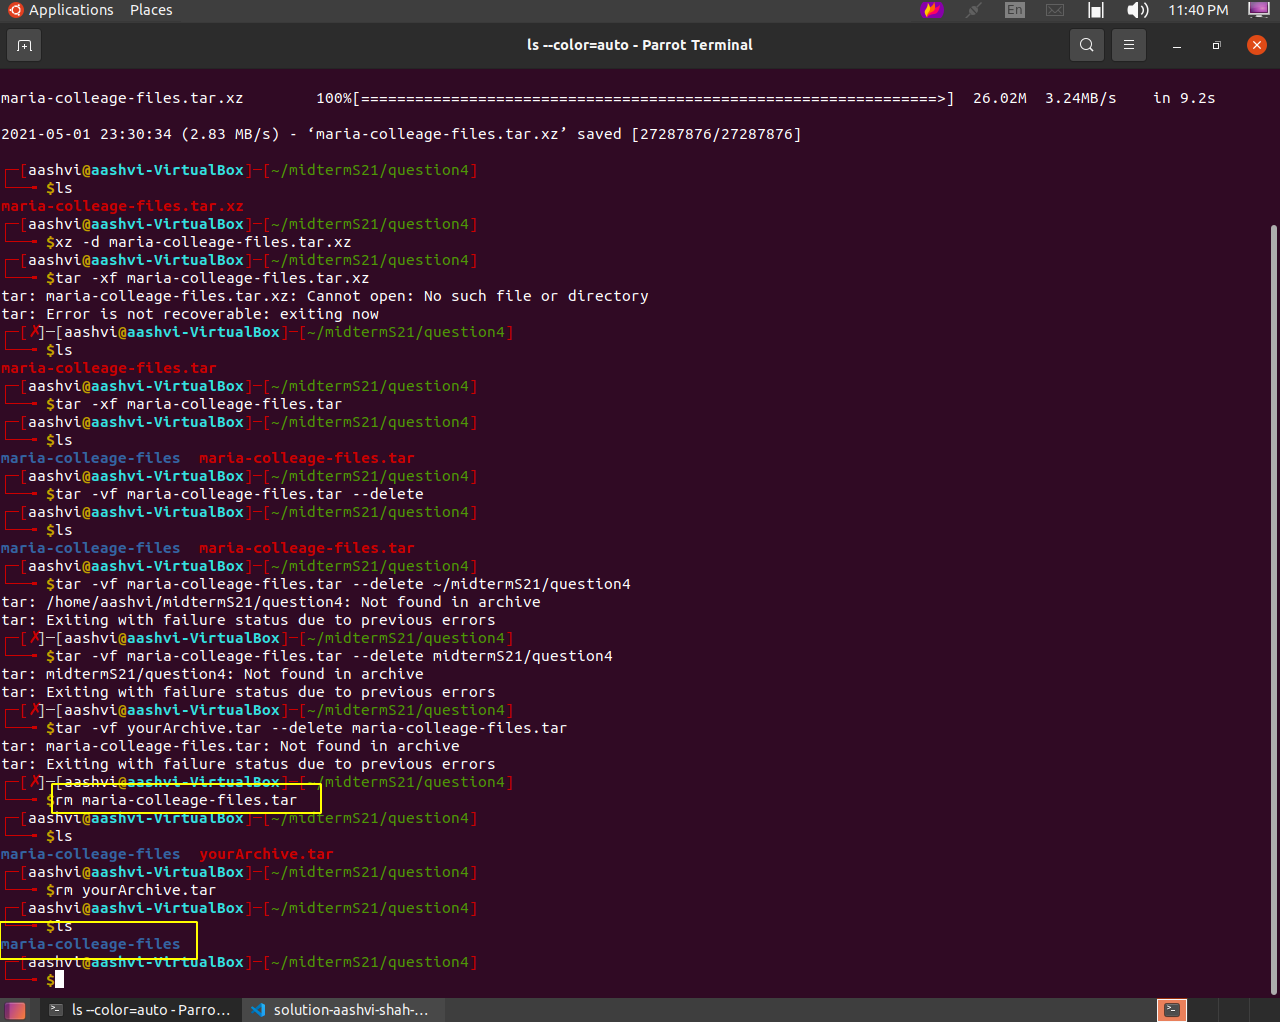 Applications Places En 11:40 PM
ls --color=auto - Parrot Terminal
maria-colleage-files.tar.xz 100%[================================================================>] 26.02M 3.24MB/s in 9.2s
2021-05-01 23:30:34 (2.83 MB/s) - ‘maria-colleage-files.tar.xz’ saved [27287876/27287876]
┌─[aashvi@aashvi-VirtualBox]─[~/midtermS21/question4]
└──╼ $ls
maria-colleage-files.tar.xz
┌─[aashvi@aashvi-VirtualBox]─[~/midtermS21/question4]
└──╼ $xz -d maria-colleage-files.tar.xz
┌─[aashvi@aashvi-VirtualBox]─[~/midtermS21/question4]
└──╼ $tar -xf maria-colleage-files.tar.xz
tar: maria-colleage-files.tar.xz: Cannot open: No such file or directory
tar: Error is not recoverable: exiting now
┌─[✗]─[aashvi@aashvi-VirtualBox]─[~/midtermS21/question4]
└──╼ $ls
maria-colleage-files.tar
┌─[aashvi@aashvi-VirtualBox]─[~/midtermS21/question4]
└──╼ $tar -xf maria-colleage-files.tar
┌─[aashvi@aashvi-VirtualBox]─[~/midtermS21/question4]
└──╼ $ls
maria-colleage-files maria-colleage-files.tar
┌─[aashvi@aashvi-VirtualBox]─[~/midtermS21/question4]
└──╼ $tar -vf maria-colleage-files.tar --delete
┌─[aashvi@aashvi-VirtualBox]─[~/midtermS21/question4]
└──╼ $ls
maria-colleage-files maria-colleage-files.tar
┌─[aashvi@aashvi-VirtualBox]─[~/midtermS21/question4]
└──╼ $tar -vf maria-colleage-files.tar --delete ~/midtermS21/question4
tar: /home/aashvi/midtermS21/question4: Not found in archive
tar: Exiting with failure status due to previous errors
┌─[✗]─[aashvi@aashvi-VirtualBox]─[~/midtermS21/question4]
└──╼ $tar -vf maria-colleage-files.tar --delete midtermS21/question4
tar: midtermS21/question4: Not found in archive
tar: Exiting with failure status due to previous errors
┌─[✗]─[aashvi@aashvi-VirtualBox]─[~/midtermS21/question4]
└──╼ $tar -vf yourArchive.tar --delete maria-colleage-files.tar
tar: maria-colleage-files.tar: Not found in archive
tar: Exiting with failure status due to previous errors
┌─[✗]─[aashvi@aashvi-VirtualBox]─[~/midtermS21/question4]
└──╼ $rm maria-colleage-files.tar
┌─[aashvi@aashvi-VirtualBox]─[~/midtermS21/question4]
└──╼ $ls
maria-colleage-files yourArchive.tar
┌─[aashvi@aashvi-VirtualBox]─[~/midtermS21/question4]
└──╼ $rm yourArchive.tar
┌─[aashvi@aashvi-VirtualBox]─[~/midtermS21/question4]
└──╼ $ls
maria-colleage-files
┌─[aashvi@aashvi-VirtualBox]─[~/midtermS21/question4]
└──╼ $
ls --color=auto - Parro... solution-aashvi-shah-...